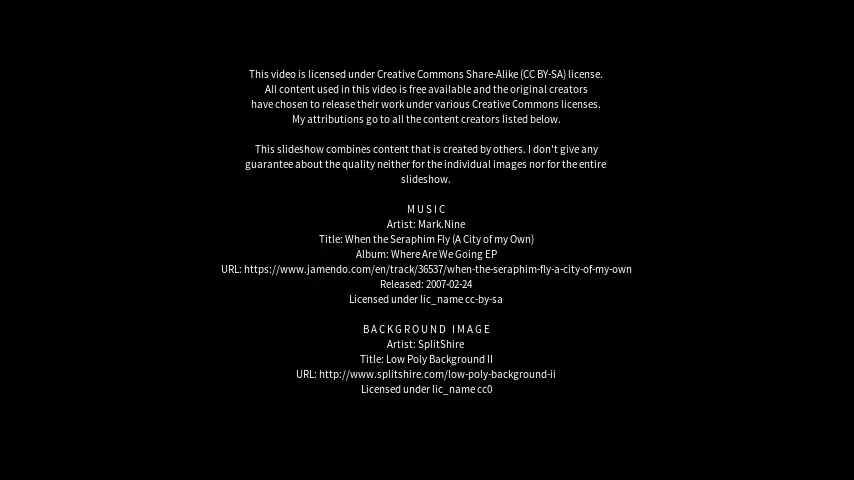 This video is licensed under Creative Commons Share-Alike (CC BY-SA) license.
All content used in this video is free available and the original creators
have chosen to release their work under various Creative Commons licenses.
My attributions go to all the content creators listed below.
This slideshow combines content that is created by others. I don't give any
guarantee about the quality neither for the individual images nor for the entire
slideshow.
MUSIC
Artist: Mark.Nine
Title: When the Seraphim Fly (A City of my Own)
Album: Where Are We Going EP
URL: https://www.jamendo.com/en/track/36537/when-the-seraphim-fly-a-city-of-my-own
Released: 2007-02-24
Licensed under lic_name cc-by-sa
BACKGROUND IMAGE
Artist: SplitShire
Title: Low Poly Background II
URL: http://www.splitshire.com/low-poly-background-ii
Licensed under lic_name cc0